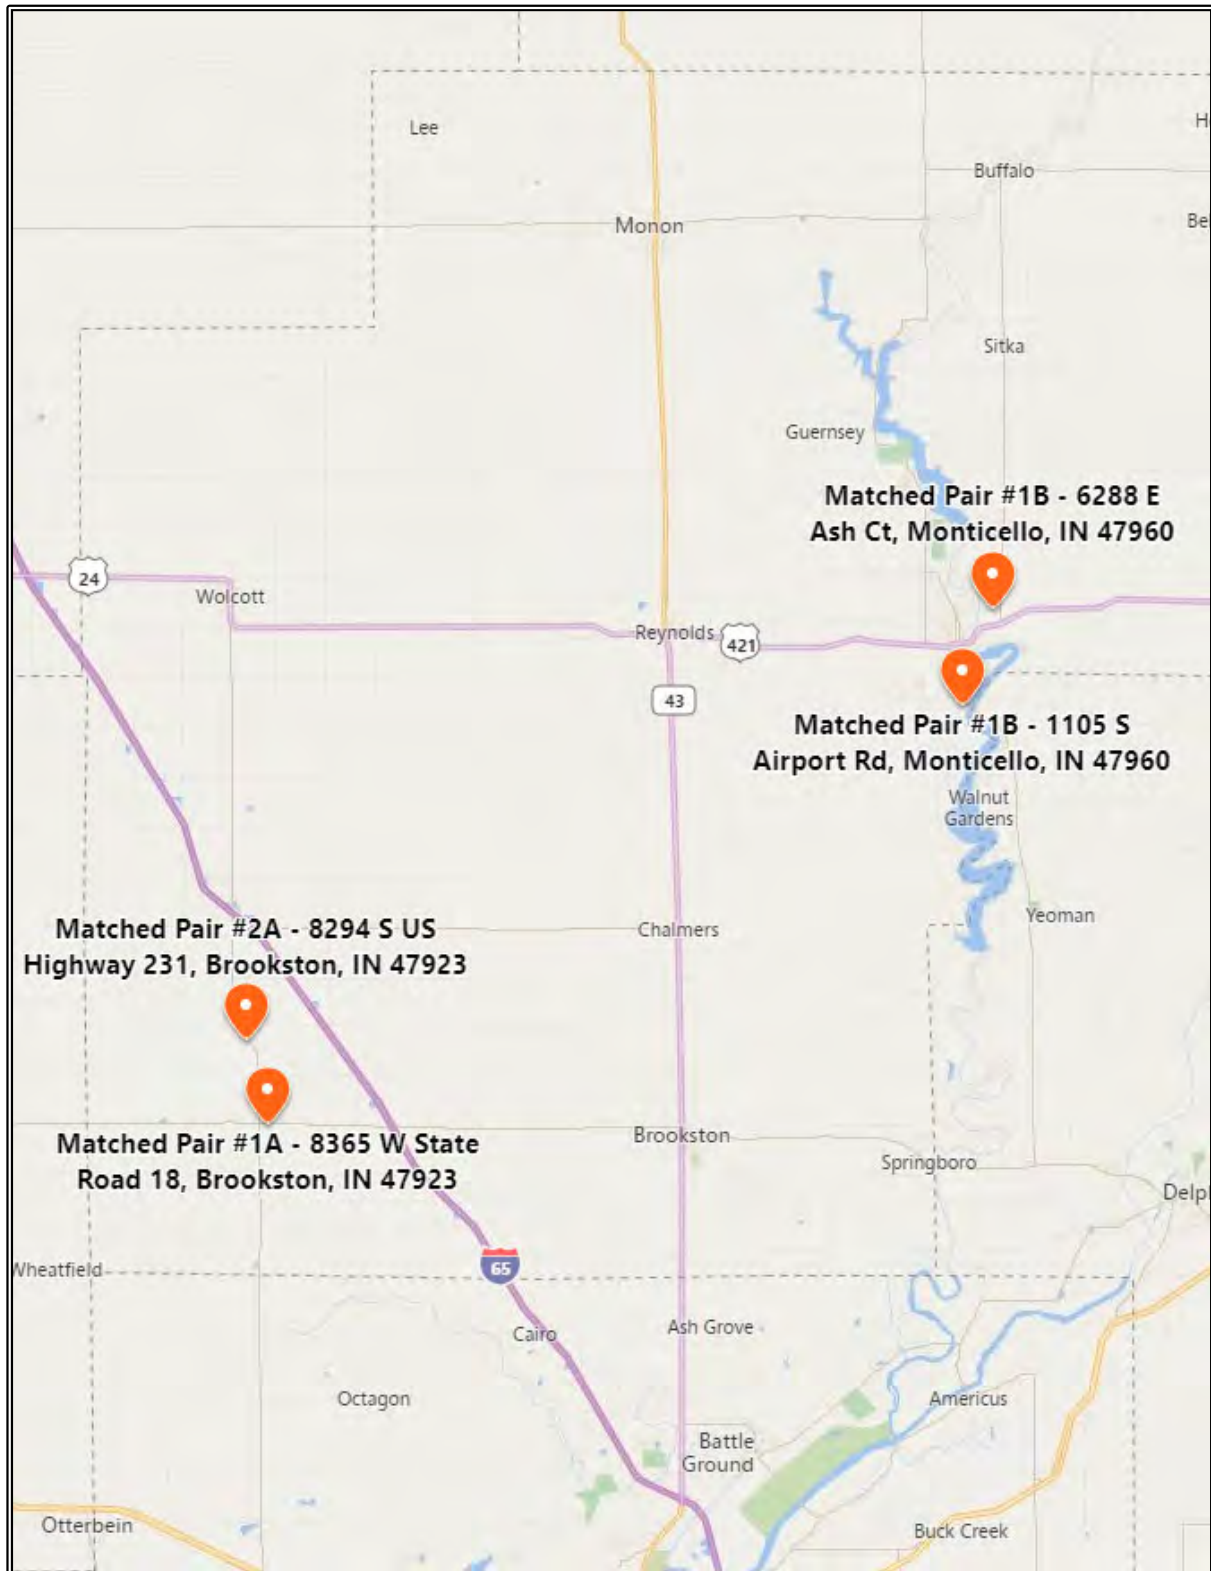 Lee
H
Buffalo
Monon
Be
Sitka
Guernsey
Matched Pair #1B - 6288 E
Ash Ct, Monticello, IN 47960
24
Wolcott
Reynolds
421
43
Matched Pair #1B - 1105 S
Airport Rd, Monticello, IN 47960
Walnut
Gardens
Matched Pair #2A - 8294 S US
Highway 231, Brookston, IN 47923
Chalmers
Yeoman
Matched Pair #1A - 8365 W State
Road 18, Brookston, IN 47923
Brookston
Springboro
Delp
Wheatfield
65
Cairo
Ash Grove
Octagon
Americus
Battle
Ground
Otterbein
Buck Creek